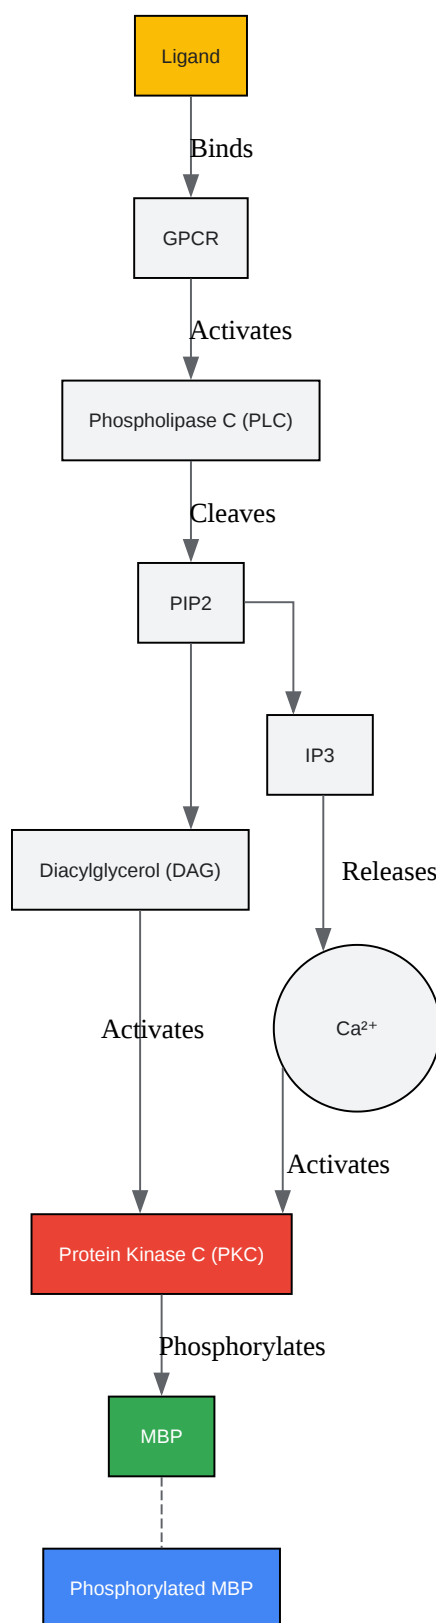 Ligand
Binds
GPCR
Activates
Phospholipase C (PLC)
Cleaves
PIP2
IP3
Diacylglycerol (DAG)
Releases
Ca²⁺
Activates
Activates
Protein Kinase C (PKC)
Phosphorylates
MBP
Phosphorylated MBP